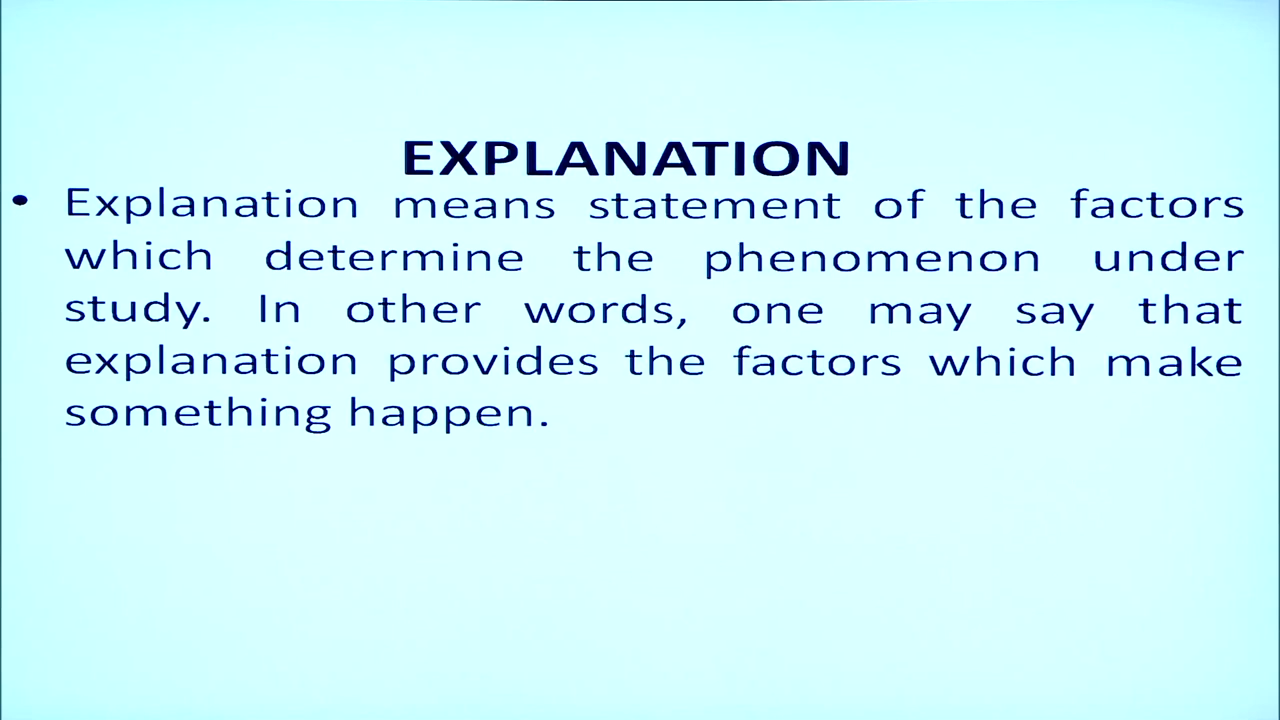 EXPLANATION
• Explanation means statement of the factors
which determine the phenomenon under
study. In other words, one may say that
explanation provides the factors which make
something happen.